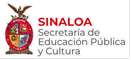 SINALOA
Secretaría de
Educación Pública
y Cultura